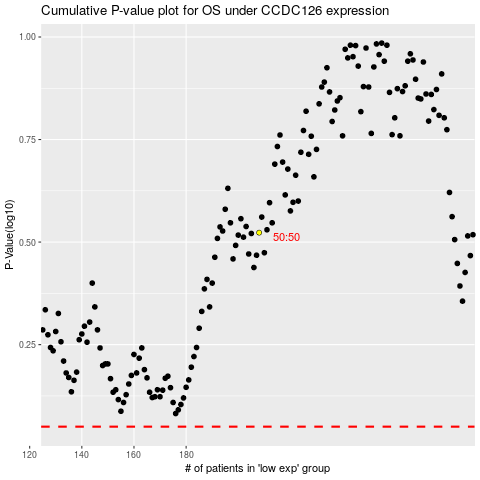 Cumulative P-value plot for OS under CCDC126 expression
1.00
0.75
0.50
0.25
P-Value(log10)
50:50
120 140 160 180
# of patients in 'low exp' group